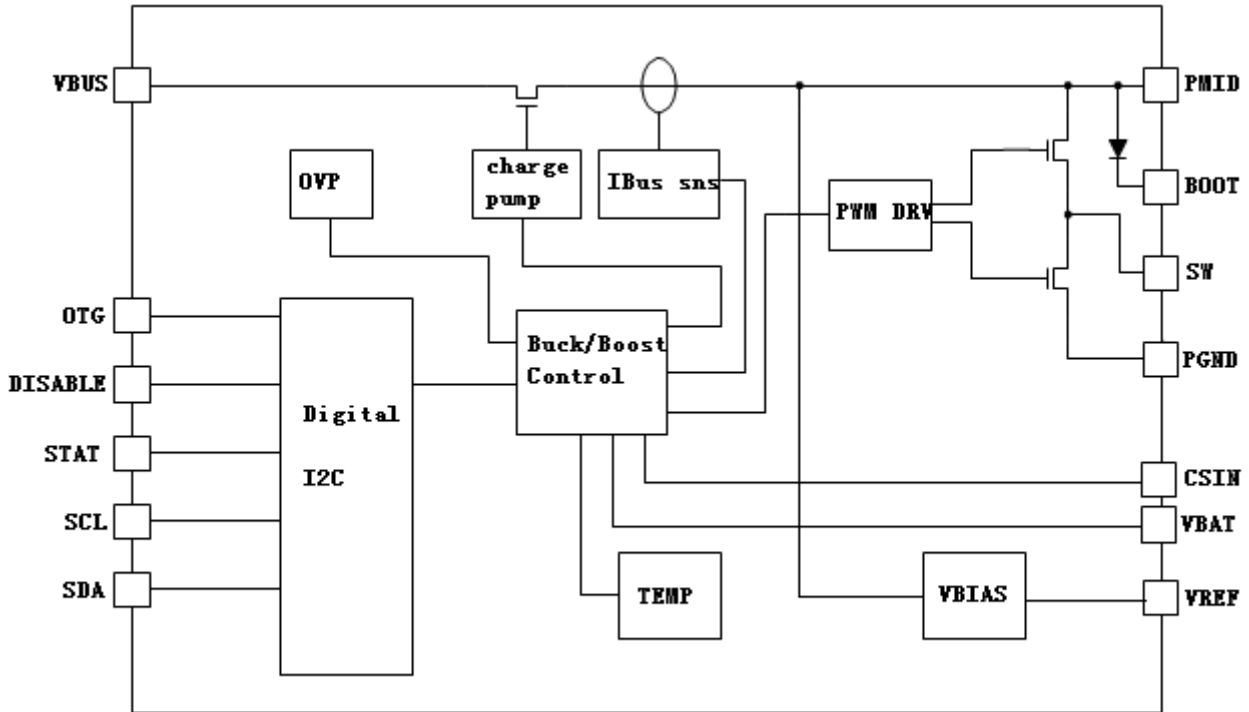 VBUS
PMID
charge
pump
OVP
IBus sns
BOOT
PWM DRV
SW
OTG
Buck/Boost
Control
PGND
DISABLE
Digital
I2C
STAT
CSIN
SCL
VBAT
SDA
TEMP
VBIAS
VREF